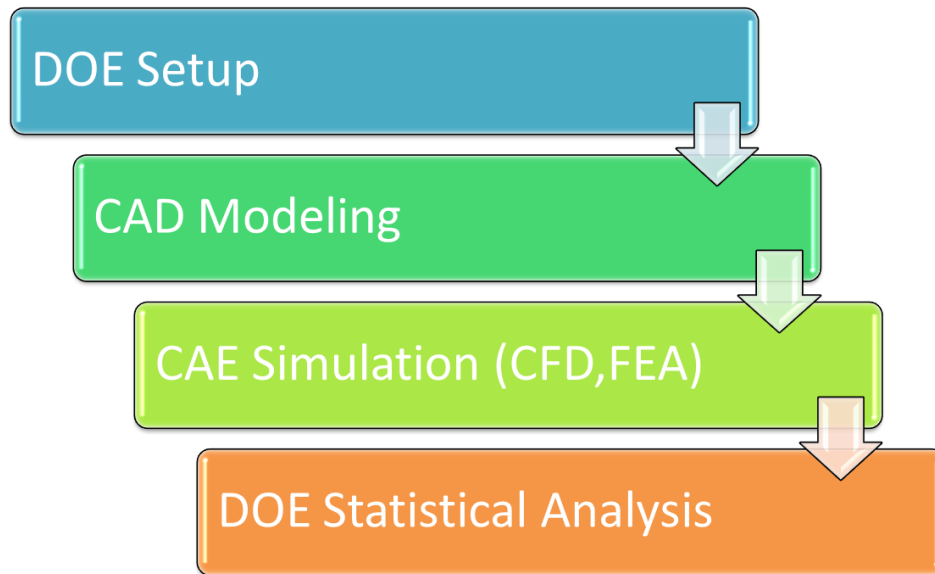 DOE Setup
CAD Modeling
CAE Simulation (CFD,FEA)
DOE Statistical Analysis